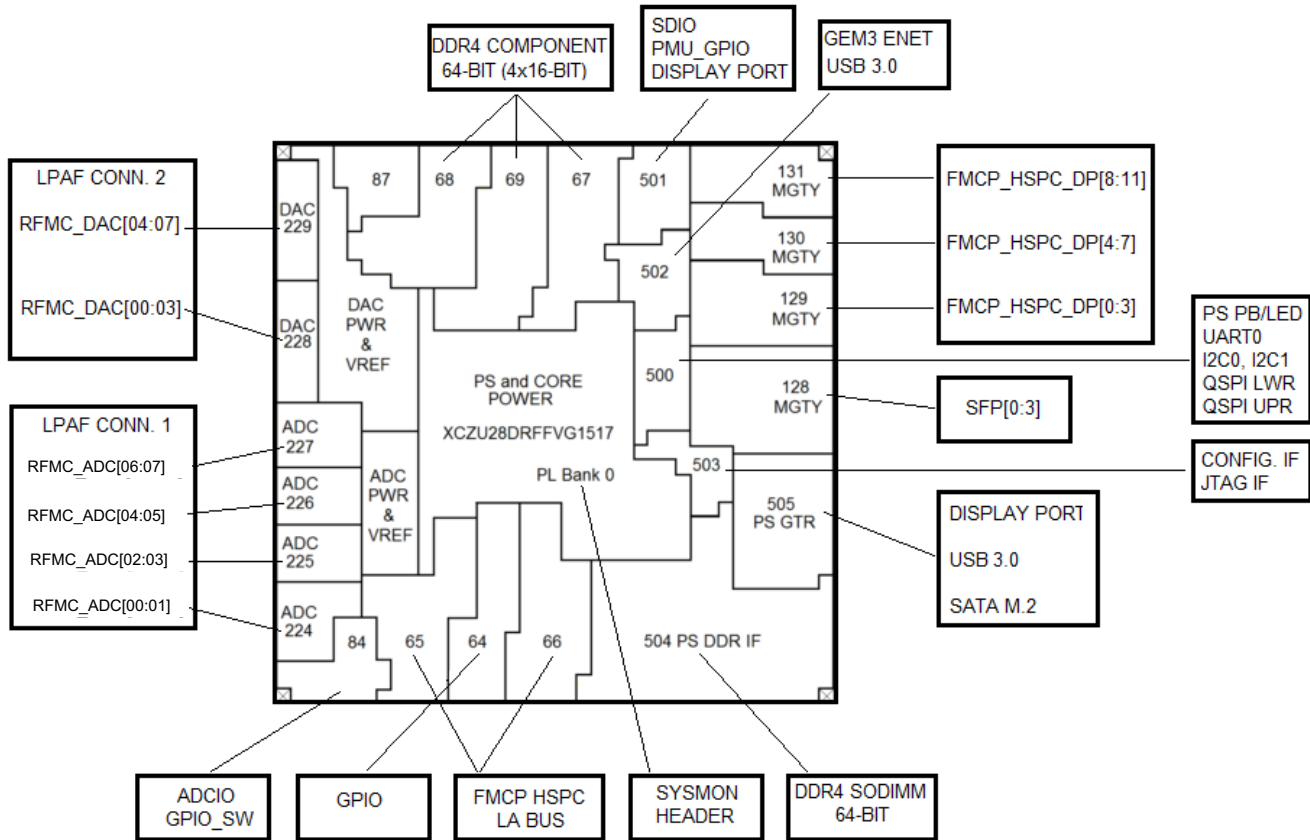 DDR4 COMPONENT
64-BIT (4x16-BIT)
SDIO
PMU_GPIO
DISPLAY PORT
GEM3 ENET
USB 3.0
LPAF CONN. 2
RFMC_DAC[04:07]
RFMC_DAC[00:03]
LPAF CONN. 1
RFMC_ADC[06:07]
RFMC_ADC[04:05]
RFMC_ADC[02:03]
RFMC_ADC[00:01]
87
68
69
67
501
131
MGTY
DAC
229
130
MGTY
502
DAC
228
DAC
PWR
&
VREF
129
MGTY
500
128
MGTY
PS and CORE
POWER
XCZU28DRFFVG1517
PL Bank 0
ADC
227
ADC
226
ADC
225
ADC
224
ADC
PWR
&
VREF
503
505
PS GTR
84
65
64
66
504 PS DDR IF
FMCP_HSPC_DP[8:11]
FMCP_HSPC_DP[4:7]
FMCP_HSPC_DP[0:3]
PS PB/LED
UART0
I2C0, I2C1
QSPI LWR
QSPI UPR
SFP[0:3]
CONFIG. IF
JTAG IF
DISPLAY PORT
USB 3.0
SATA M.2
ADCIO
GPIO_SW
GPIO
FMCP HSPC
LA BUS
SYSMON
HEADER
DDR4 SODIMM
64-BIT